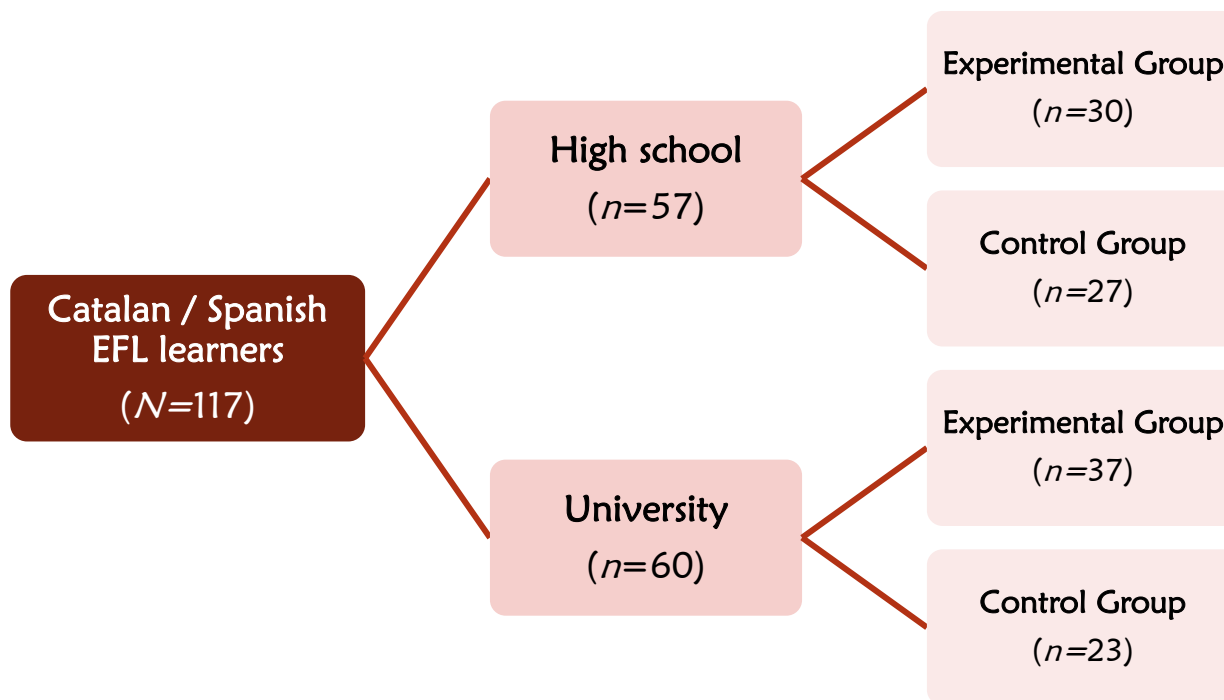 Catalan / Spanish
EFL learners
(N=117)
High school
(n=57)
Experimental Group
(n=30)
Control Group
(n=27)
University
(n=60)
Experimental Group
(n=37)
Control Group
(n=23)